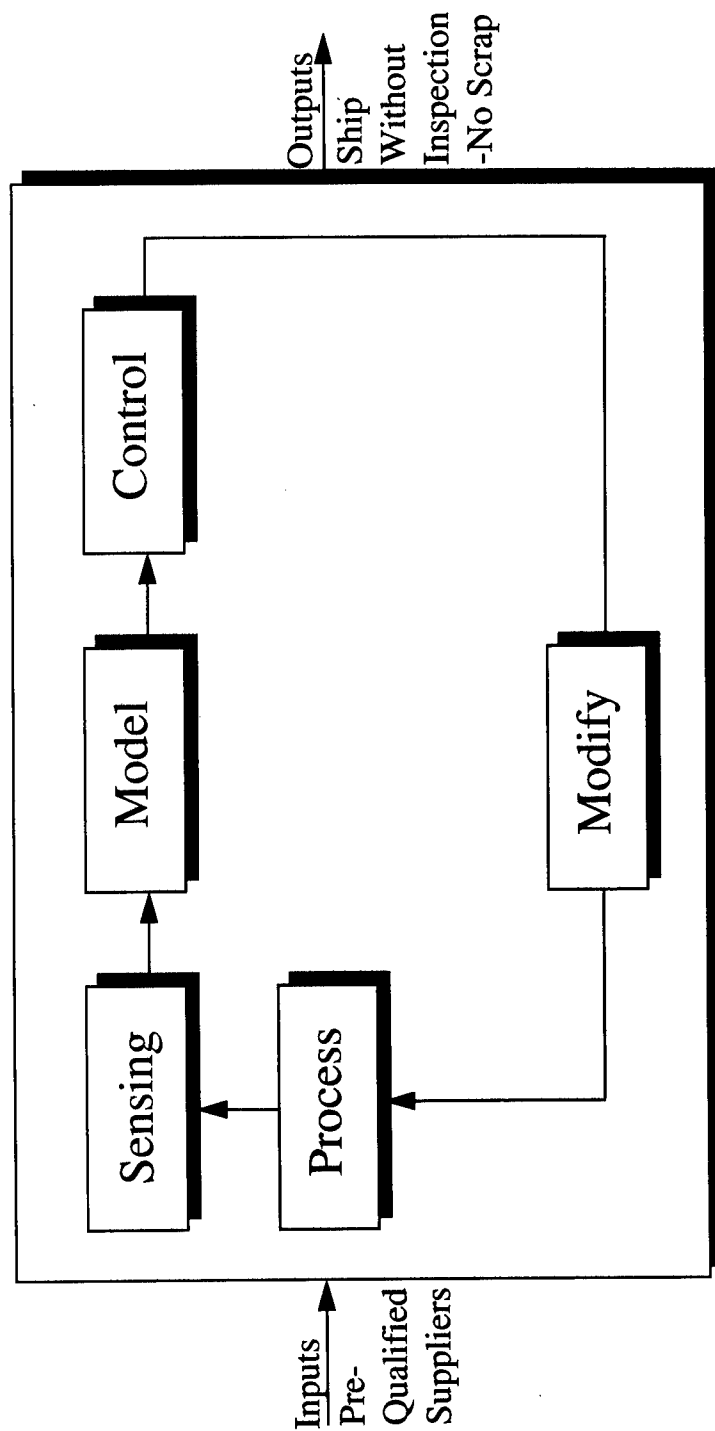 Inputs
Pre-
Qualified
Suppliers
Sensing
Model
Control
Process
Modify
Outputs
Ship
Without
Inspection
-No Scrap